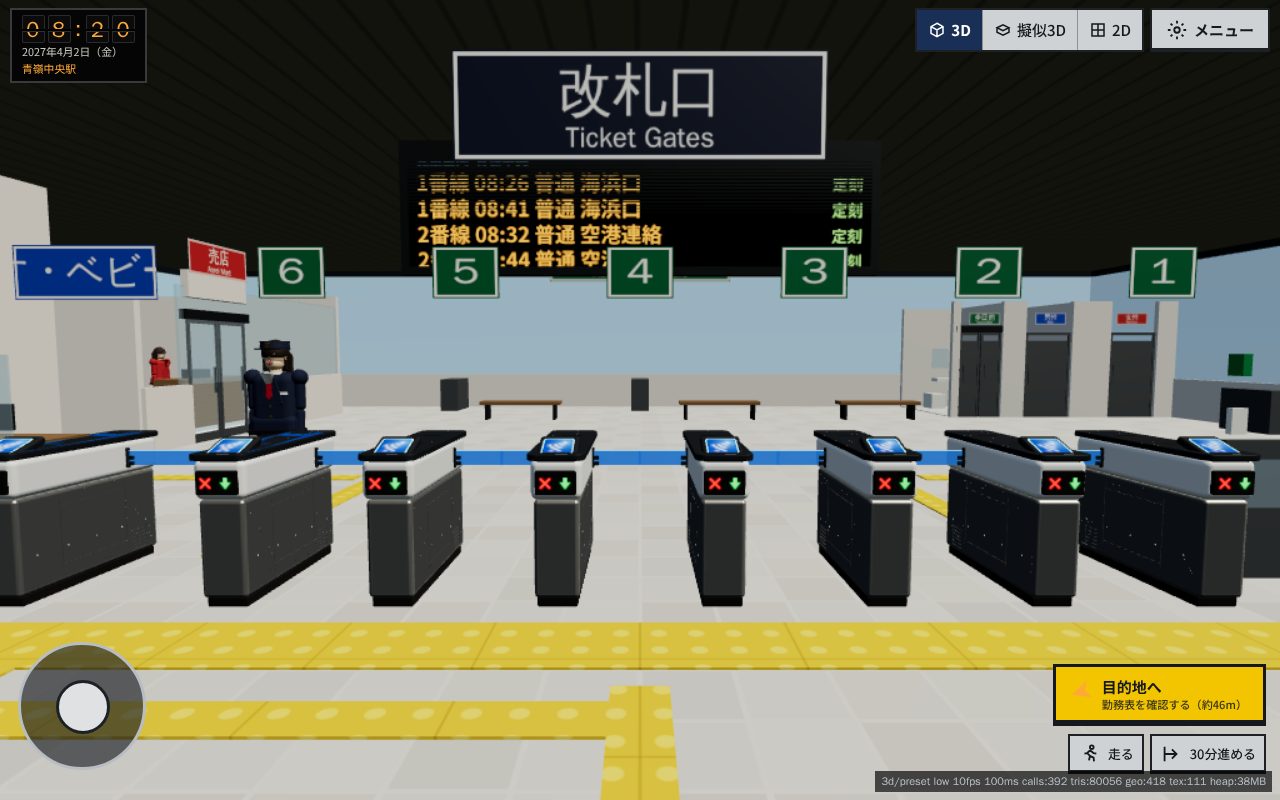 08:20
2027年4月2日（金）
青嶺中央駅
3D
擬似3D
2D
メニュー
改札口
Ticket Gates
1番線 08:26 普通 海浜口 定刻
1番線 08:41 普通 海浜口 定刻
2番線 08:32 普通 空港連絡 定刻
・ベビ
売店
6
5
4
3
2
1
目的地へ
勤務表を確認する（約46m）
走る
30分進める
3d/preset low 10fps 100ms calls:392 tris:80056 geo:418 tex:111 heap:38MB